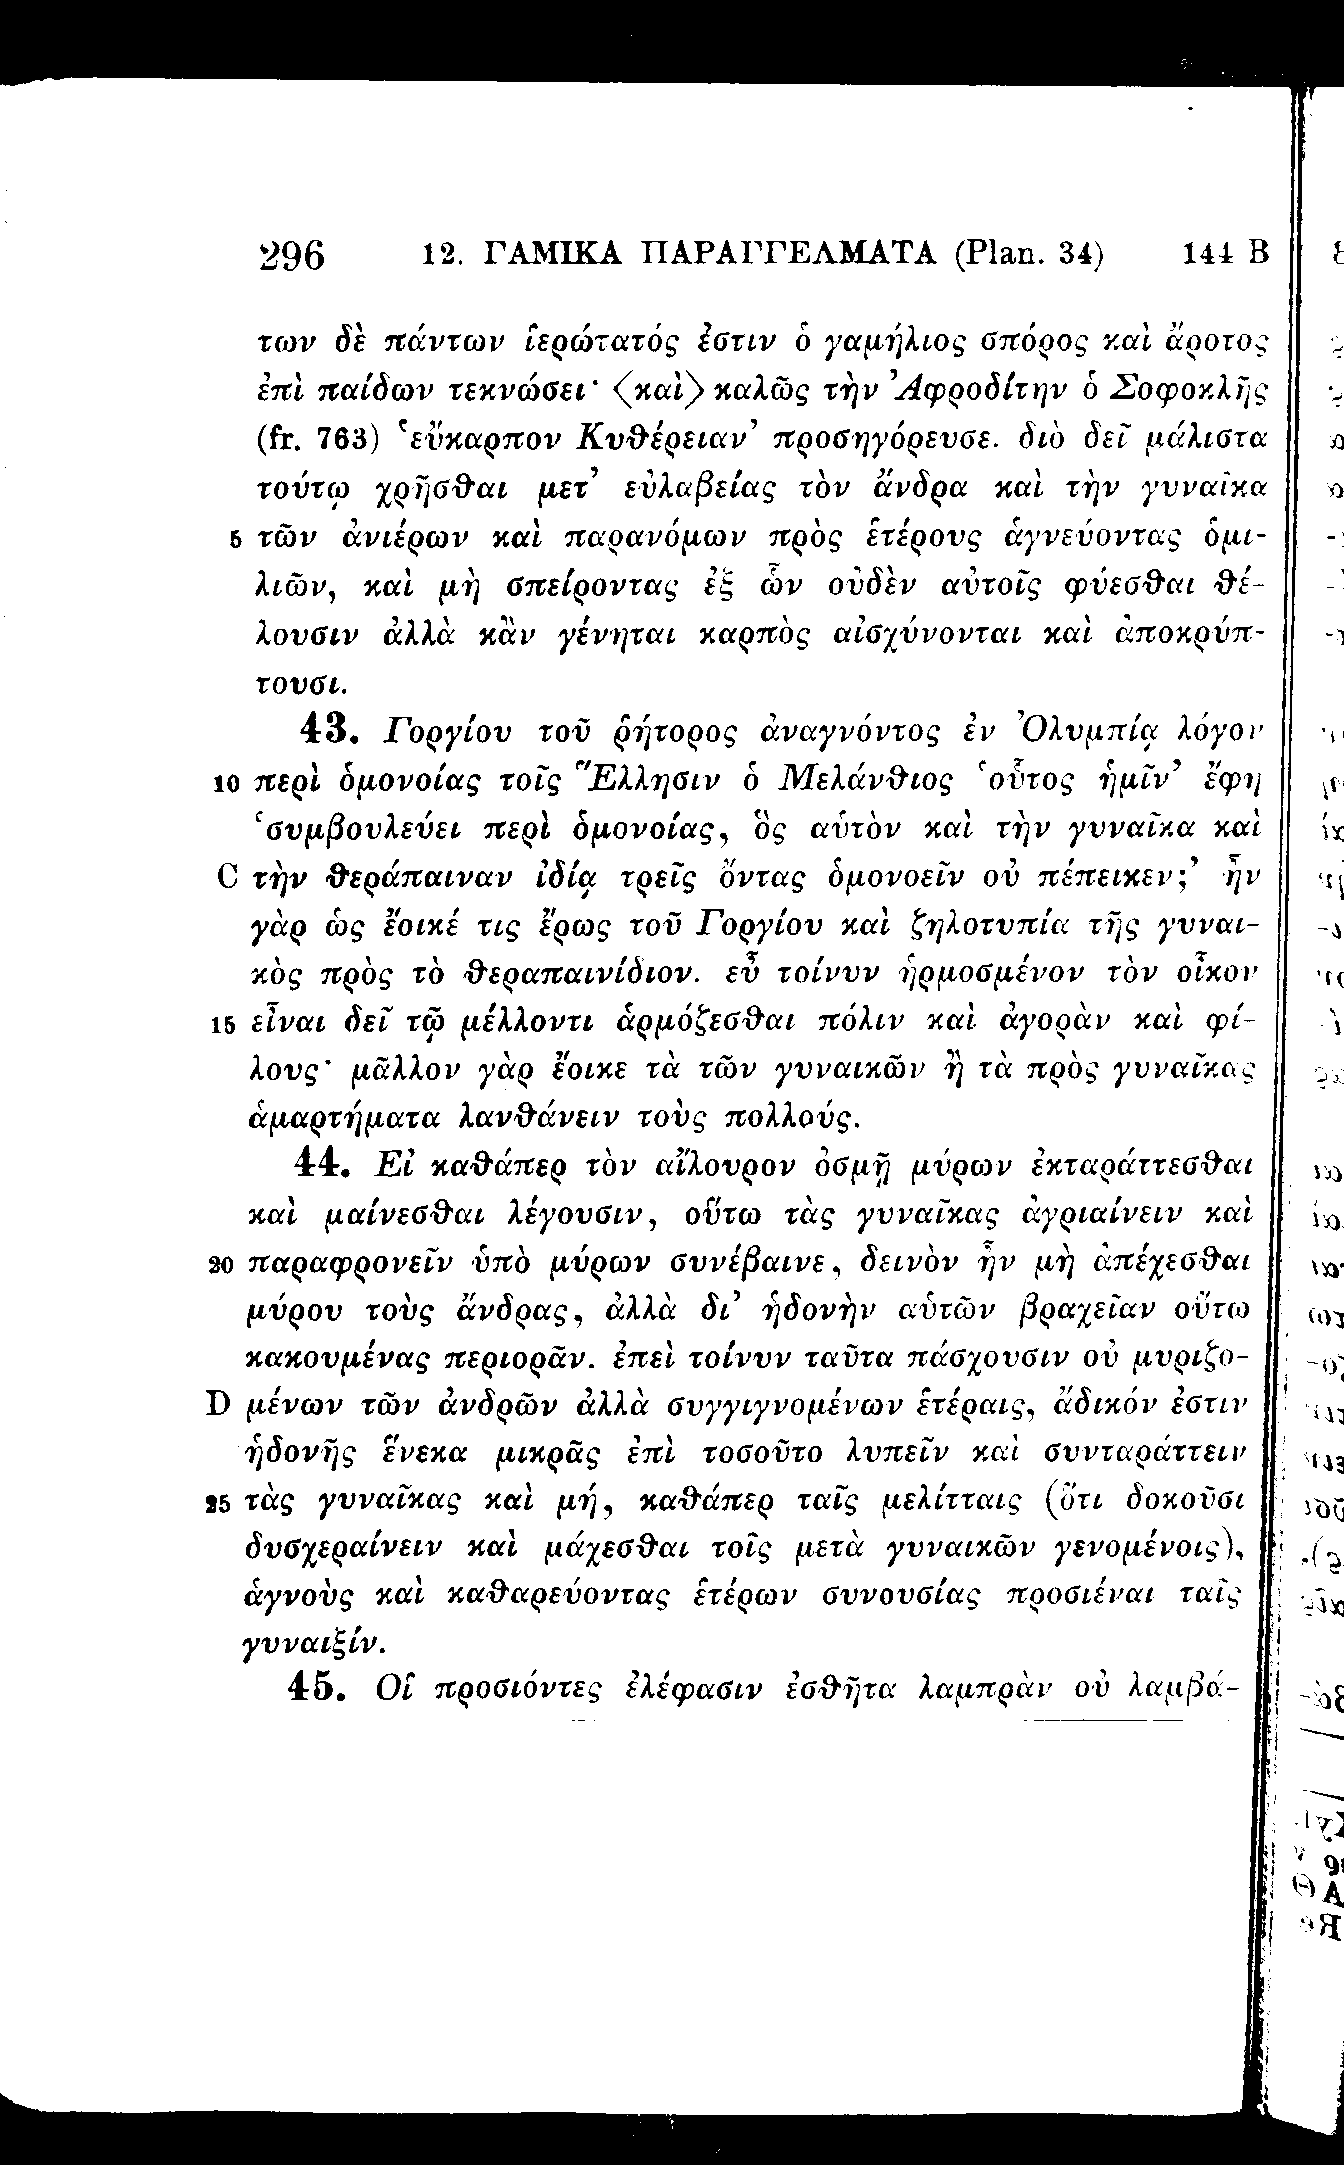 296 12. ΓΑΜΙΚΑ ΠΑΡΑΓΓΕΛΜΑΤΑ (Plan. 34) 144 B
των δὲ πάντων ἱερώτατός ἐστιν ὁ γαμήλιος σπόρος καὶ ἄροτος
ἐπὶ παίδων τεκνώσει· ⟨καὶ⟩ καλῶς τὴν Ἀφροδίτην ὁ Σοφοκλῆς
(fr. 763) ‘εὔκαρπον Κυθέρειαν’ προσηγόρευσε. διὸ δεῖ μάλιστα
τούτῳ χρῆσθαι μετ’ εὐλαβείας τὸν ἄνδρα καὶ τὴν γυναῖκα
5 τῶν ἀνιέρων καὶ παρανόμων πρὸς ἑτέρους ἁγνεύοντας ὁμι-
λιῶν, καὶ μὴ σπείροντας ἐξ ὧν οὐδὲν αὐτοῖς φύεσθαι θέ-
λουσιν ἀλλὰ κἂν γένηται καρπὸς αἰσχύνονται καὶ ἀποκρύπ-
τουσι.
43. Γοργίου τοῦ ῥήτορος ἀναγνόντος ἐν Ὀλυμπίᾳ λόγον
10 περὶ ὁμονοίας τοῖς Ἕλλησιν ὁ Μελάνθιος ‘οὗτος ἡμῖν’ ἔφη
‘συμβουλεύει περὶ ὁμονοίας, ὃς αὑτὸν καὶ τὴν γυναῖκα καὶ
C τὴν θεράπαιναν ἰδίᾳ τρεῖς ὄντας ὁμονοεῖν οὐ πέπεικεν;’ ἦν
γὰρ ὡς ἔοικέ τις ἔρως τοῦ Γοργίου καὶ ζηλοτυπία τῆς γυναι-
κὸς πρὸς τὸ θεραπαινίδιον. εὖ τοίνυν ἡρμοσμένον τὸν οἶκον
15 εἶναι δεῖ τῷ μέλλοντι ἁρμόζεσθαι πόλιν καὶ ἀγορὰν καὶ φί-
λους· μᾶλλον γὰρ ἔοικε τὰ τῶν γυναικῶν ἢ τὰ πρὸς γυναῖκας
ἁμαρτήματα λανθάνειν τοὺς πολλούς.
44. Εἰ καθάπερ τὸν αἴλουρον ὀσμῇ μύρων ἐκταράττεσθαι
καὶ μαίνεσθαι λέγουσιν, οὕτω τὰς γυναῖκας ἀγριαίνειν καὶ
20 παραφρονεῖν ὑπὸ μύρων συνέβαινε, δεινὸν ἦν μὴ ἀπέχεσθαι
μύρου τοὺς ἄνδρας, ἀλλὰ δι’ ἡδονὴν αὑτῶν βραχεῖαν οὕτω
κακουμένας περιορᾶν. ἐπεὶ τοίνυν ταῦτα πάσχουσιν οὐ μυριζο-
D μένων τῶν ἀνδρῶν ἀλλὰ συγγιγνομένων ἑτέραις, ἄδικόν ἐστιν
ἡδονῆς ἕνεκα μικρᾶς ἐπὶ τοσοῦτο λυπεῖν καὶ συνταράττειν
25 τὰς γυναῖκας καὶ μή, καθάπερ ταῖς μελίτταις (ὅτι δοκοῦσι
δυσχεραίνειν καὶ μάχεσθαι τοῖς μετὰ γυναικῶν γενομένοις),
ἁγνοὺς καὶ καθαρεύοντας ἑτέρων συνουσίας προσιέναι ταῖς
γυναιξίν.
45. Οἱ προσιόντες ἐλέφασιν ἐσθῆτα λαμπρὰν οὐ λαμβά-